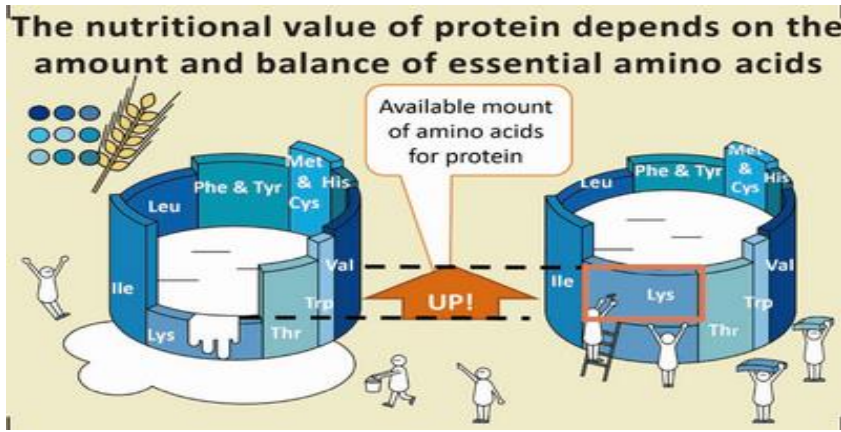 The nutritional value of protein depends on the
amount and balance of essential amino acids
Available mount
of amino acids
for protein
Leu
Phe & Tyr
Met
&
Cys
His
Ile
Val
Trp
Lys
Thr
UP!
Leu
Phe & Tyr
Met
&
Cys
His
Ile
Val
Lys
Trp
Thr